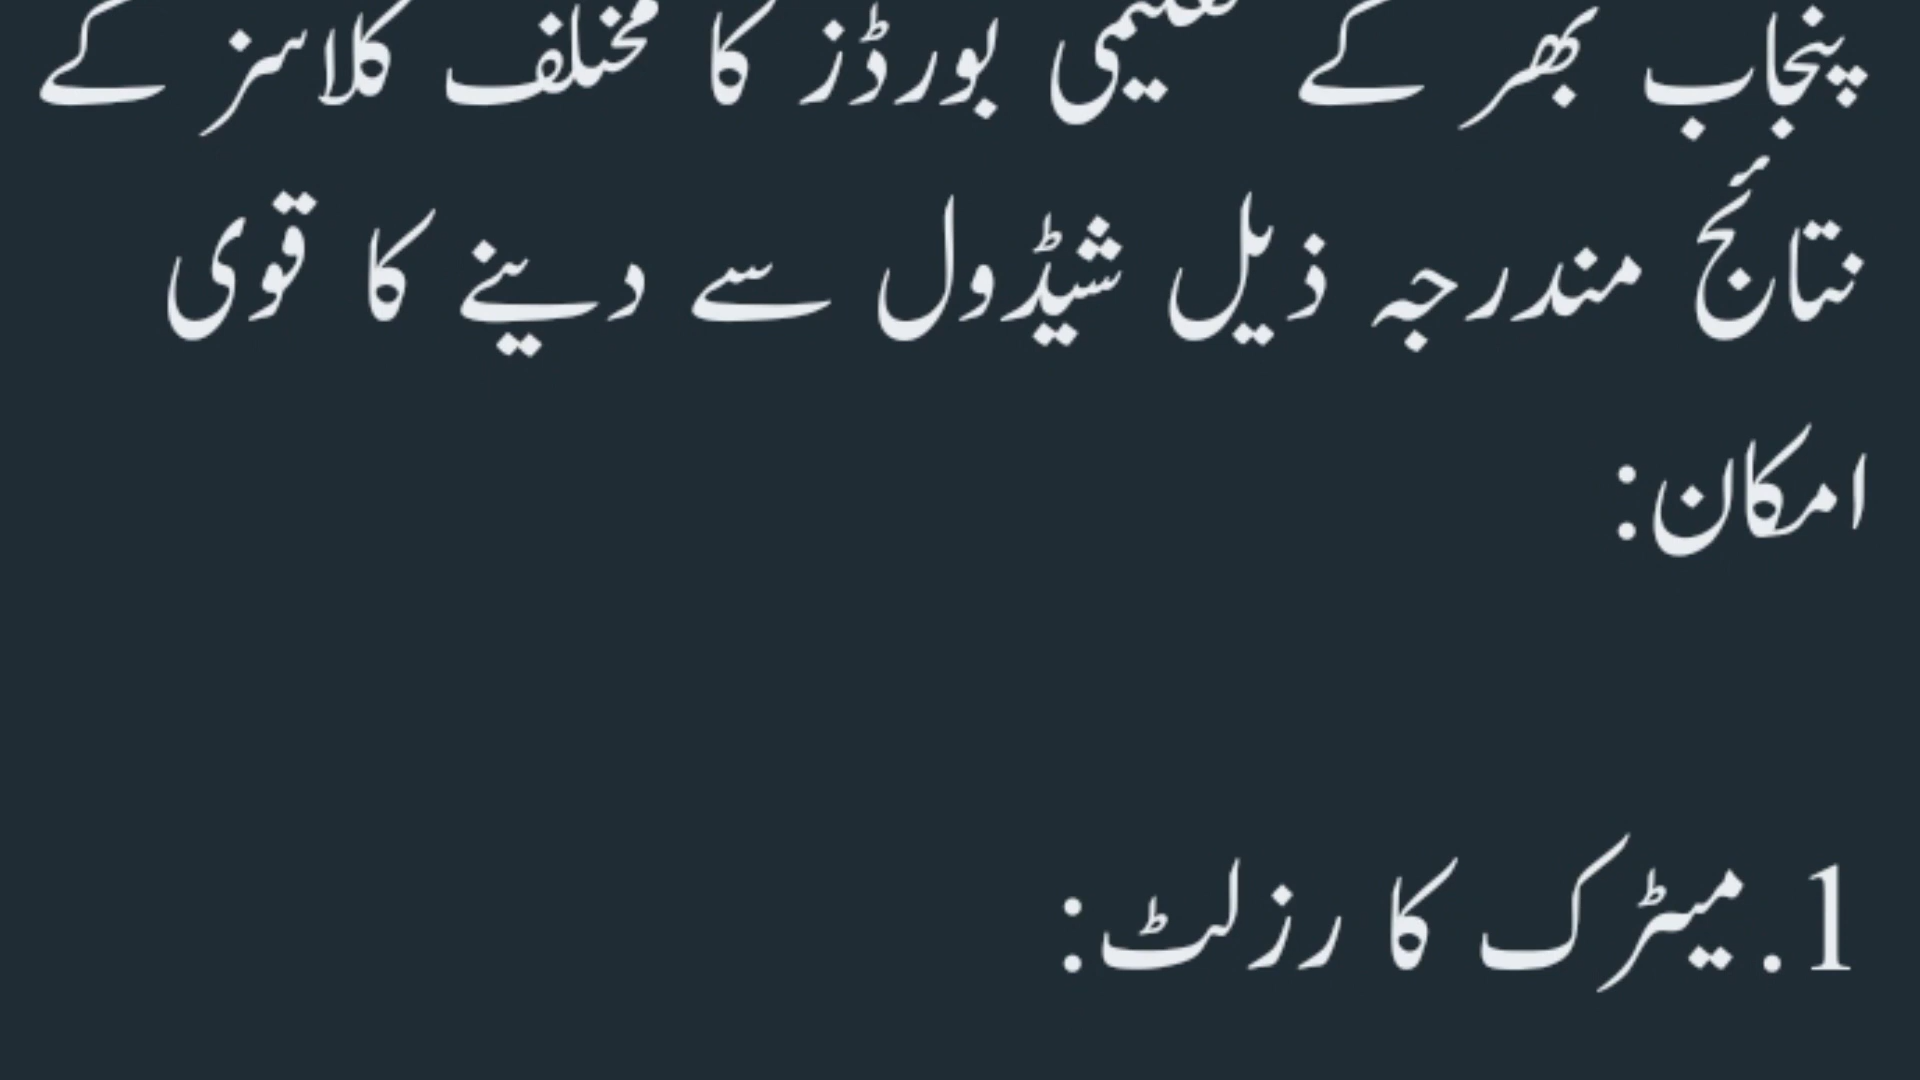 پنجاب بھر کے تعلیمی بورڈز کا مختلف کلاسز کے
نتائج مندرجہ ذیل شیڈول سے دینے کا قوی
امکان:
1.میٹرک کا رزلٹ: